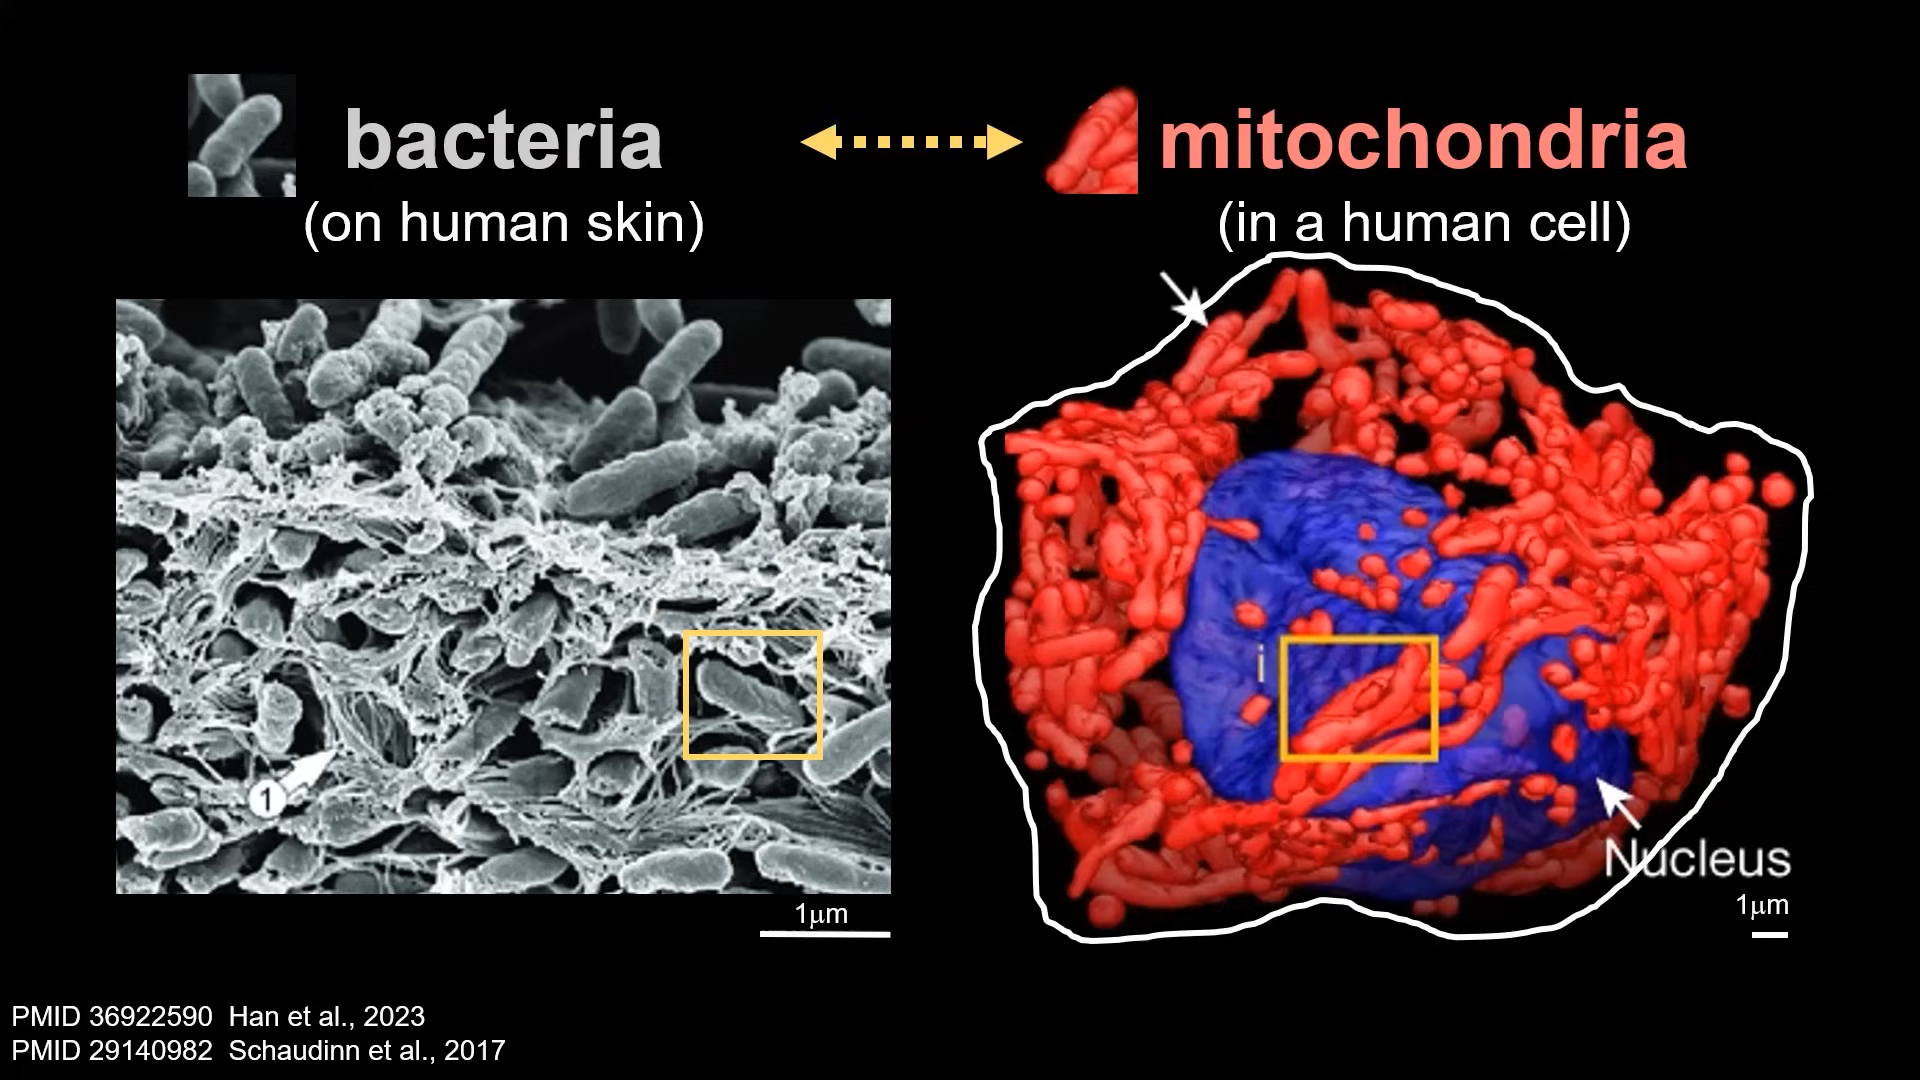 bacteria
mitochondria
(on human skin)
(in a human cell)
i
1
Nucleus
1μm
1μm
PMID 36922590 Han et al., 2023
PMID 29140982 Schaudinn et al., 2017